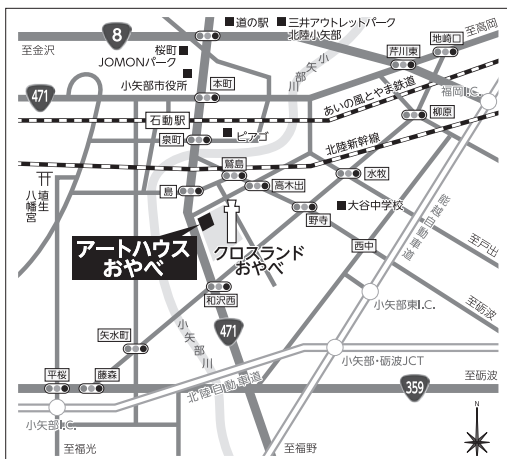 8
道の駅
三井アウトレットパーク
北陸小矢部
至高岡
地崎口
芹川東
至金沢
桜町
JOMONパーク
小矢部市役所
小矢部川
本町
あいの風とやま鉄道
福岡I.C.
471
石動駅
柳原
泉町
ピアゴ
北陸新幹線
鷲島
水牧
高木出
埴生
八幡宮
島
大谷中学校
能越自動車道
野寺
至戸出
アートハウス
おやべ
クロスランド
おやべ
西中
至砺波
和沢西
小矢部東I.C.
小矢部川
471
矢水町
小矢部・砺波JCT
平桜
藤森
北陸自動車道
359
至砺波
小矢部I.C.
至福光
至福野
N